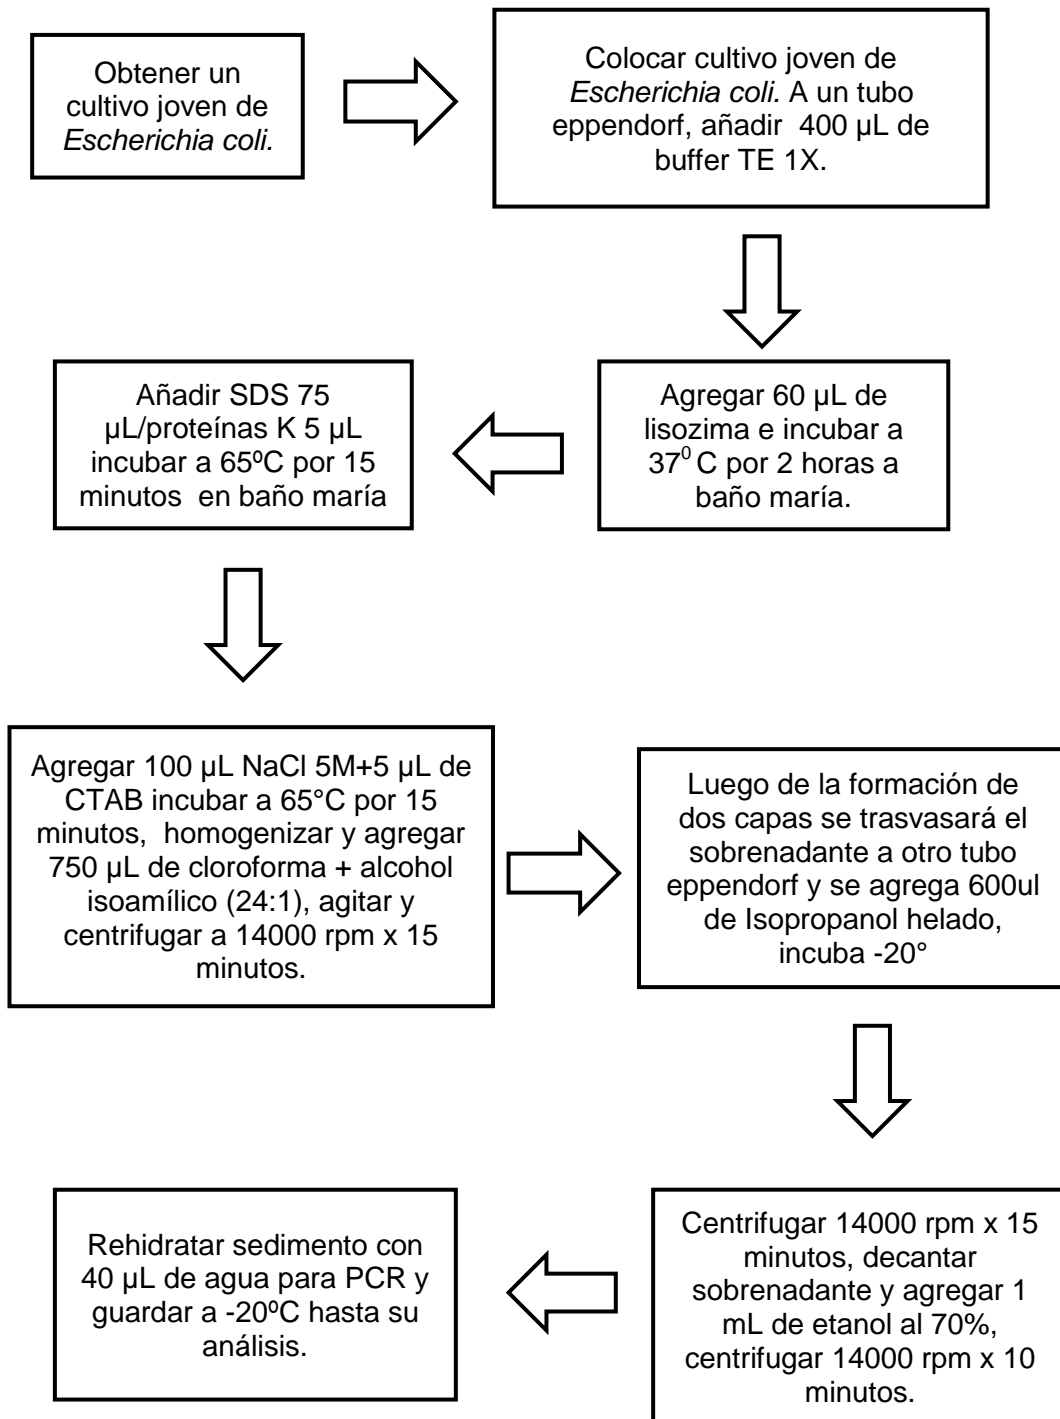 Obtener un
cultivo joven de
Escherichia coli.
Colocar cultivo joven de
Escherichia coli. A un tubo
eppendorf, añadir 400 µL de
buffer TE 1X.
Agregar 60 µL de
lisozima e incubar a
37⁰ C por 2 horas a
baño maría.
Añadir SDS 75
µL/proteínas K 5 µL
incubar a 65ºC por 15
minutos en baño maría
Agregar 100 µL NaCl 5M+5 µL de
CTAB incubar a 65°C por 15
minutos, homogenizar y agregar
750 µL de cloroforma + alcohol
isoamílico (24:1), agitar y
centrifugar a 14000 rpm x 15
minutos.
Luego de la formación de
dos capas se trasvasará el
sobrenadante a otro tubo
eppendorf y se agrega 600ul
de Isopropanol helado,
incuba -20°
Centrifugar 14000 rpm x 15
minutos, decantar
sobrenadante y agregar 1
mL de etanol al 70%,
centrifugar 14000 rpm x 10
minutos.
Rehidratar sedimento con
40 µL de agua para PCR y
guardar a -20ºC hasta su
análisis.